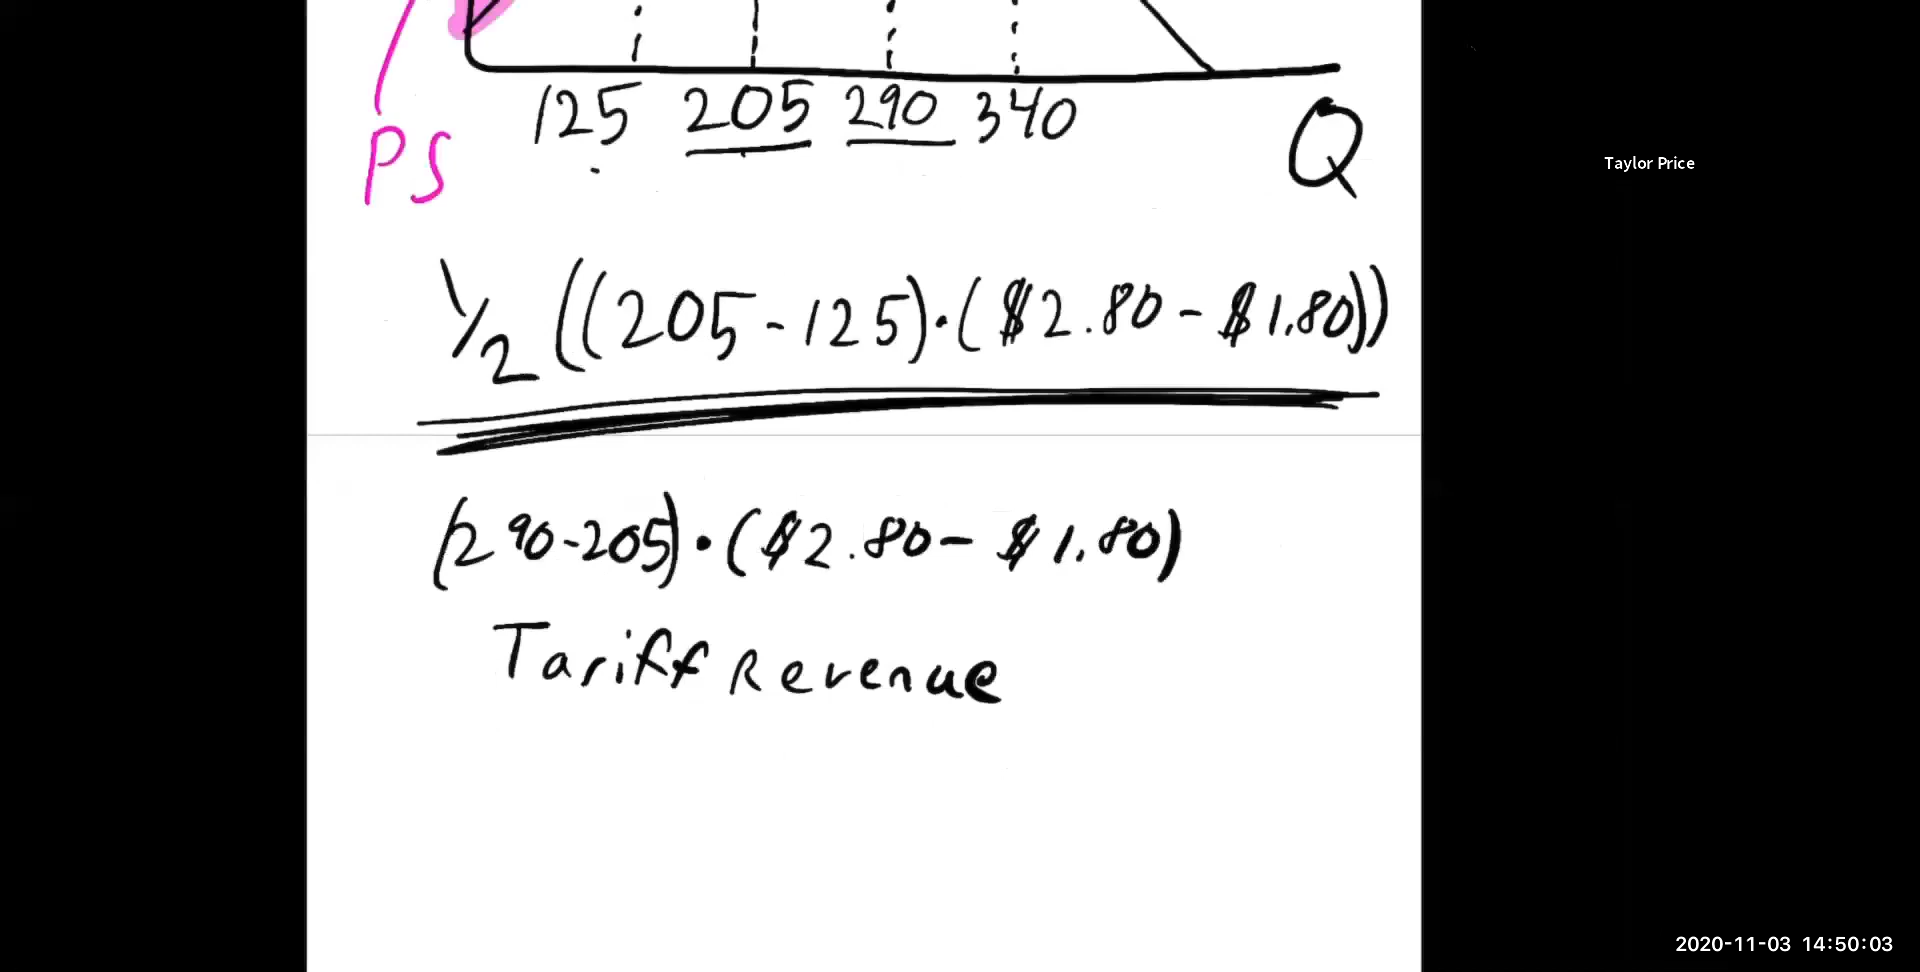 125 205 290 340
Q
PS
Taylor Price
1/2 ((205-125)·($2.80-$1.80))
(290-205)·($2.80-$1.80)
Tariff Revenue
2020-11-03 14:50:03